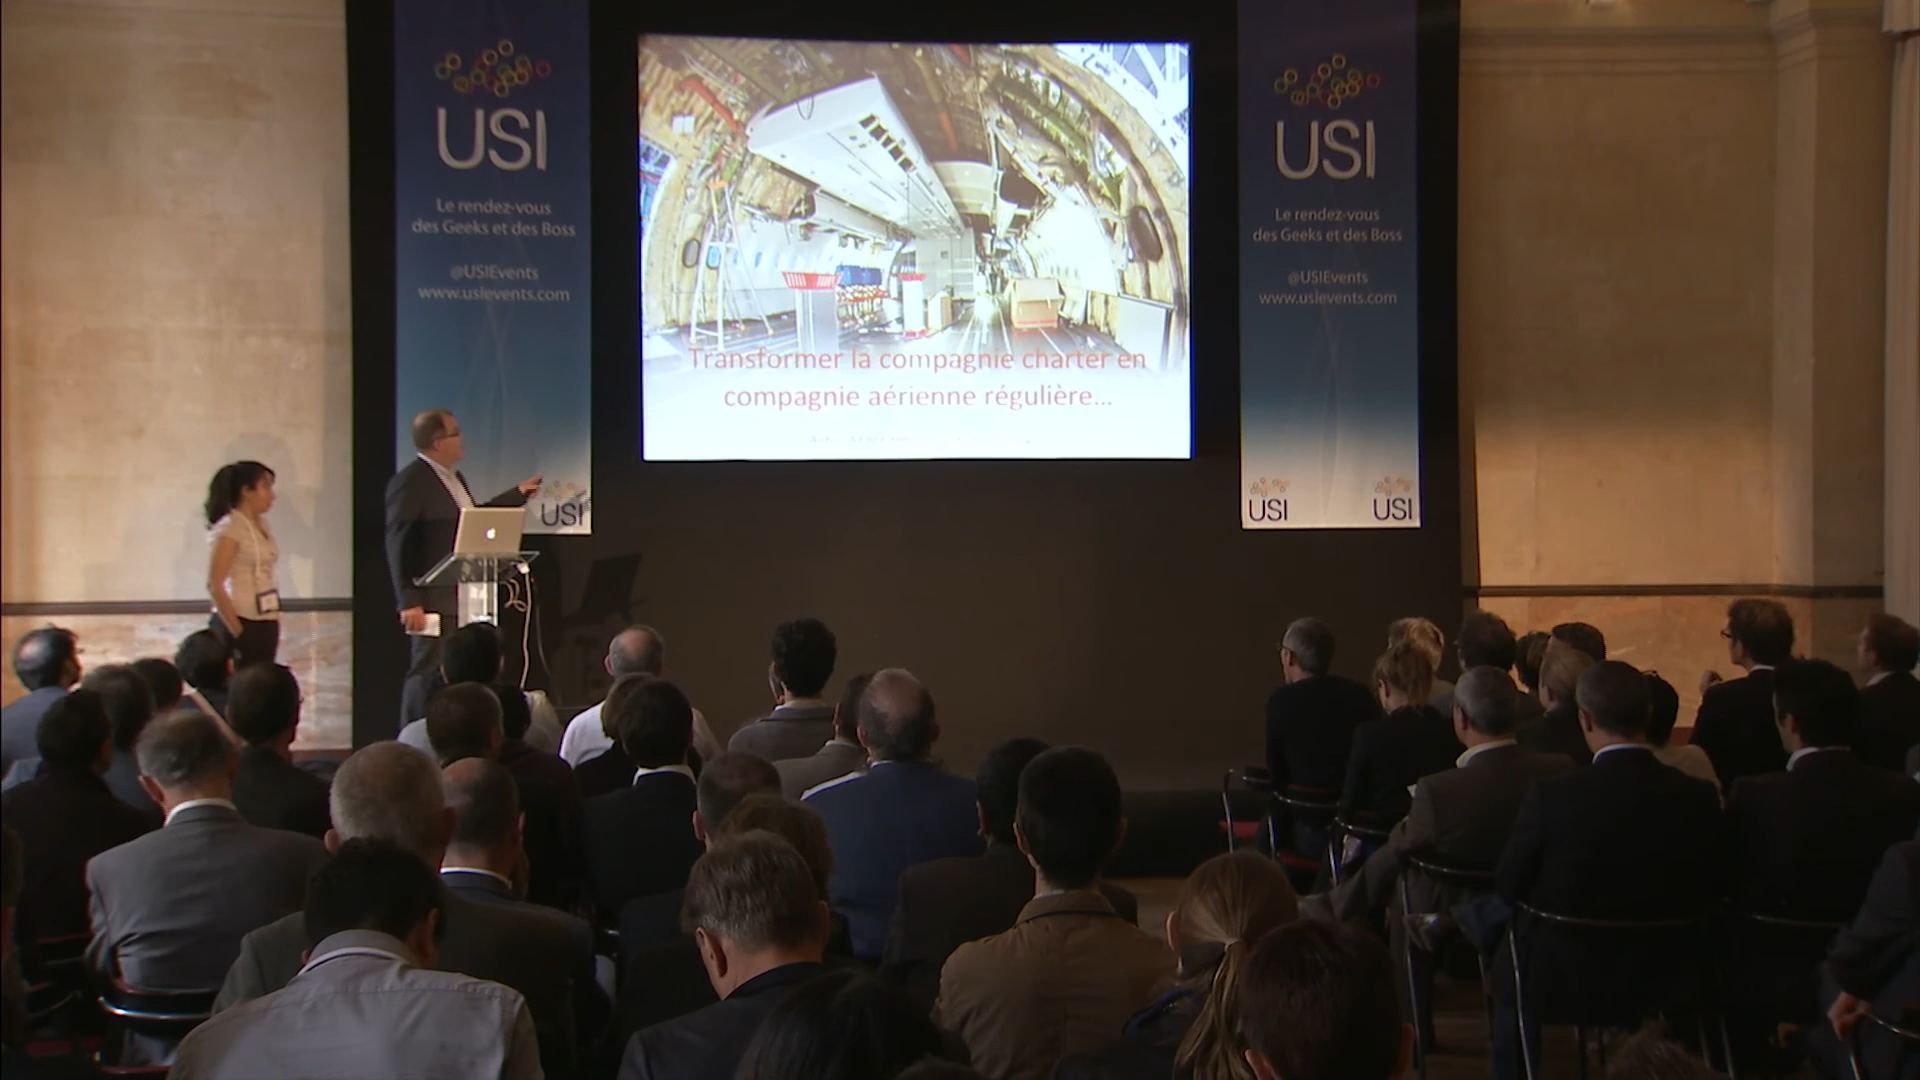 USI
Le rendez-vous
des Geeks et des Boss
@USIEvents
www.usievents.com
USI
Transformer la compagnie charter en
compagnie aérienne régulière...
USI
Le rendez-vous
des Geeks et des Boss
@USIEvents
www.usievents.com
USI
USI